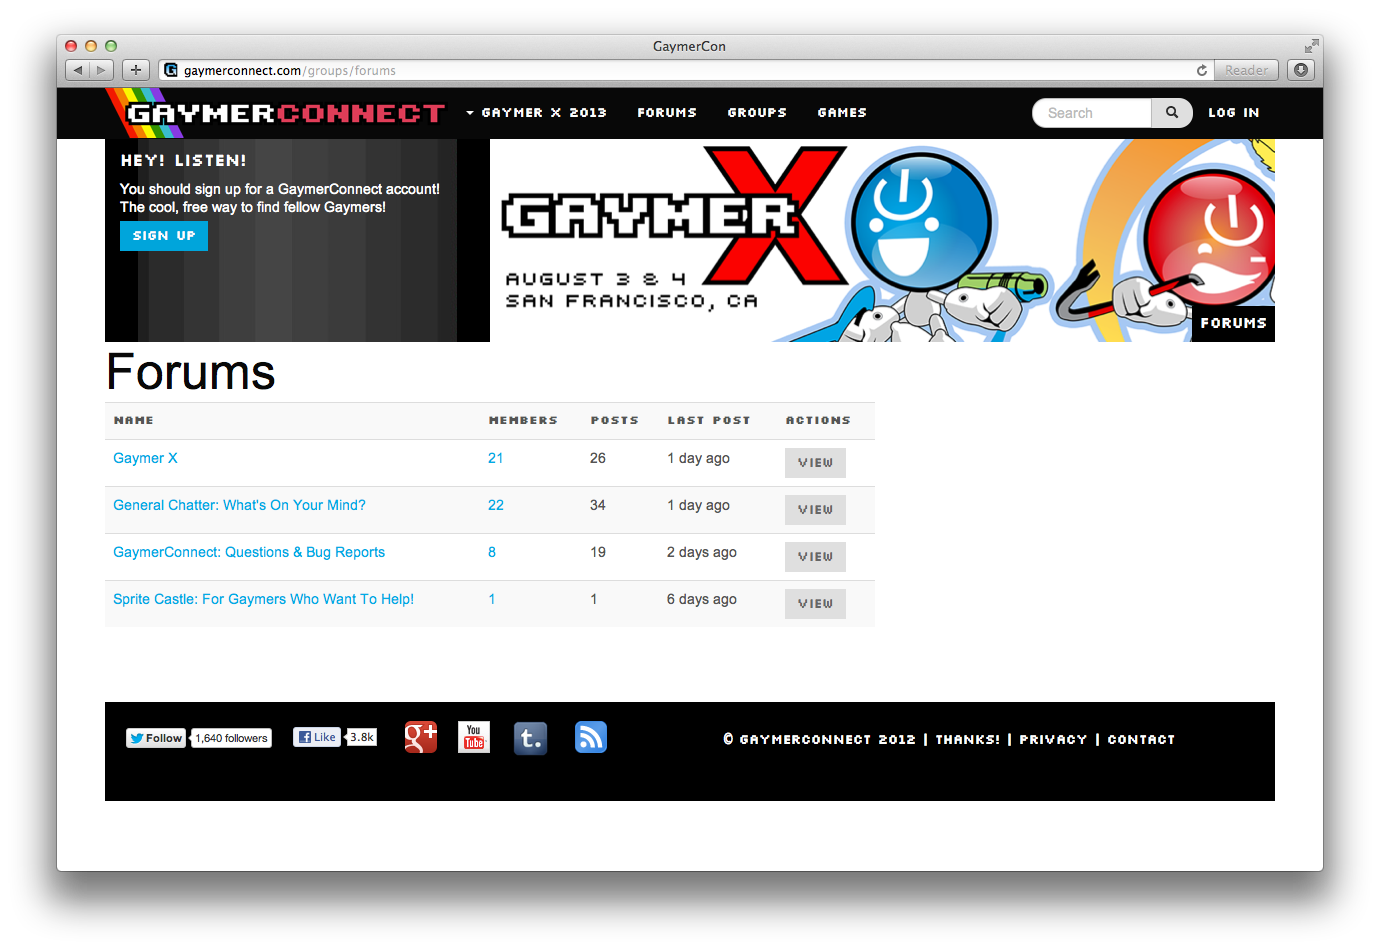 GaymerCon
gaymerconnect.com/groups/forums
Reader
GAYMERCONNECT
GAYMER X 2013
FORUMS
GROUPS
GAMES
Search
LOG IN
HEY! LISTEN!
You should sign up for a GaymerConnect account!
The cool, free way to find fellow Gaymers!
SIGN UP
GAYMER X
AUGUST 3 & 4
SAN FRANCISCO, CA
FORUMS
Forums
NAME MEMBERS POSTS LAST POST ACTIONS
Gaymer X 21 26 1 day ago VIEW
General Chatter: What's On Your Mind? 22 34 1 day ago VIEW
GaymerConnect: Questions & Bug Reports 8 19 2 days ago VIEW
Sprite Castle: For Gaymers Who Want To Help! 1 1 6 days ago VIEW
Follow 1,640 followers
Like 3.8k
g+
You
Tube
t.
© GAYMERCONNECT 2012 | THANKS! | PRIVACY | CONTACT